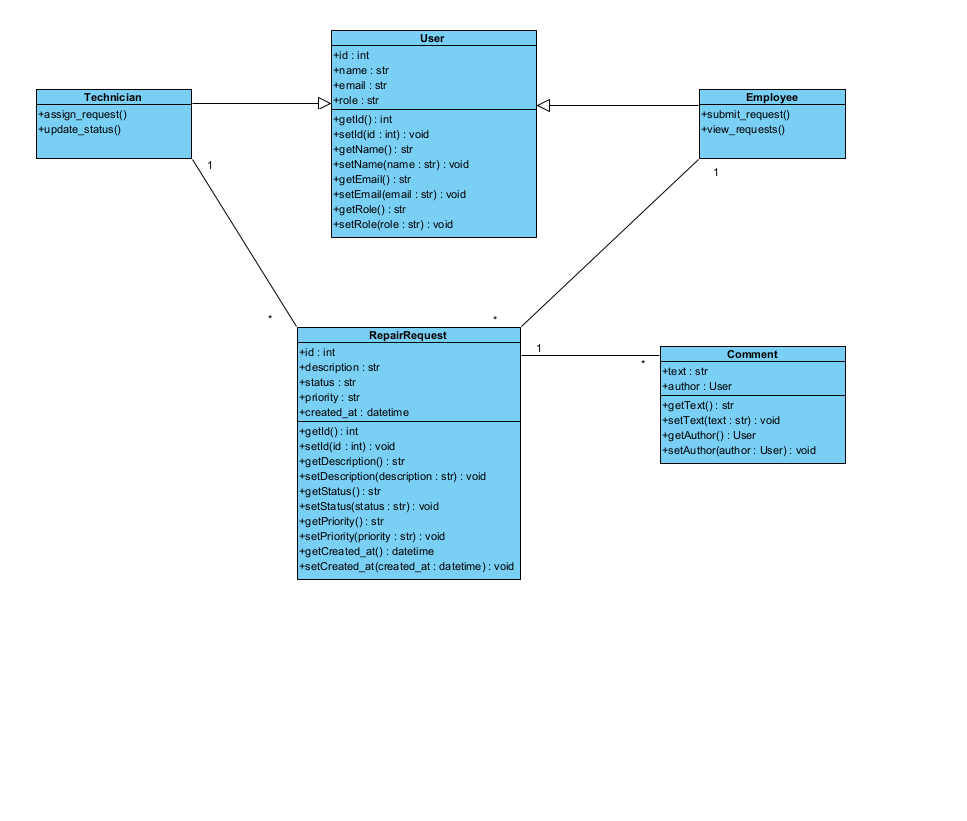 User
+id : int
+name : str
+email : str
+role : str
+getId() : int
+setId(id : int) : void
+getName() : str
+setName(name : str) : void
+getEmail() : str
+setEmail(email : str) : void
+getRole() : str
+setRole(role : str) : void
Technician
+assign_request()
+update_status()
Employee
+submit_request()
+view_requests()
1
1
*
*
RepairRequest
+id : int
+description : str
+status : str
+priority : str
+created_at : datetime
+getId() : int
+setId(id : int) : void
+getDescription() : str
+setDescription(description : str) : void
+getStatus() : str
+setStatus(status : str) : void
+getPriority() : str
+setPriority(priority : str) : void
+getCreated_at() : datetime
+setCreated_at(created_at : datetime) : void
1
*
Comment
+text : str
+author : User
+getText() : str
+setText(text : str) : void
+getAuthor() : User
+setAuthor(author : User) : void